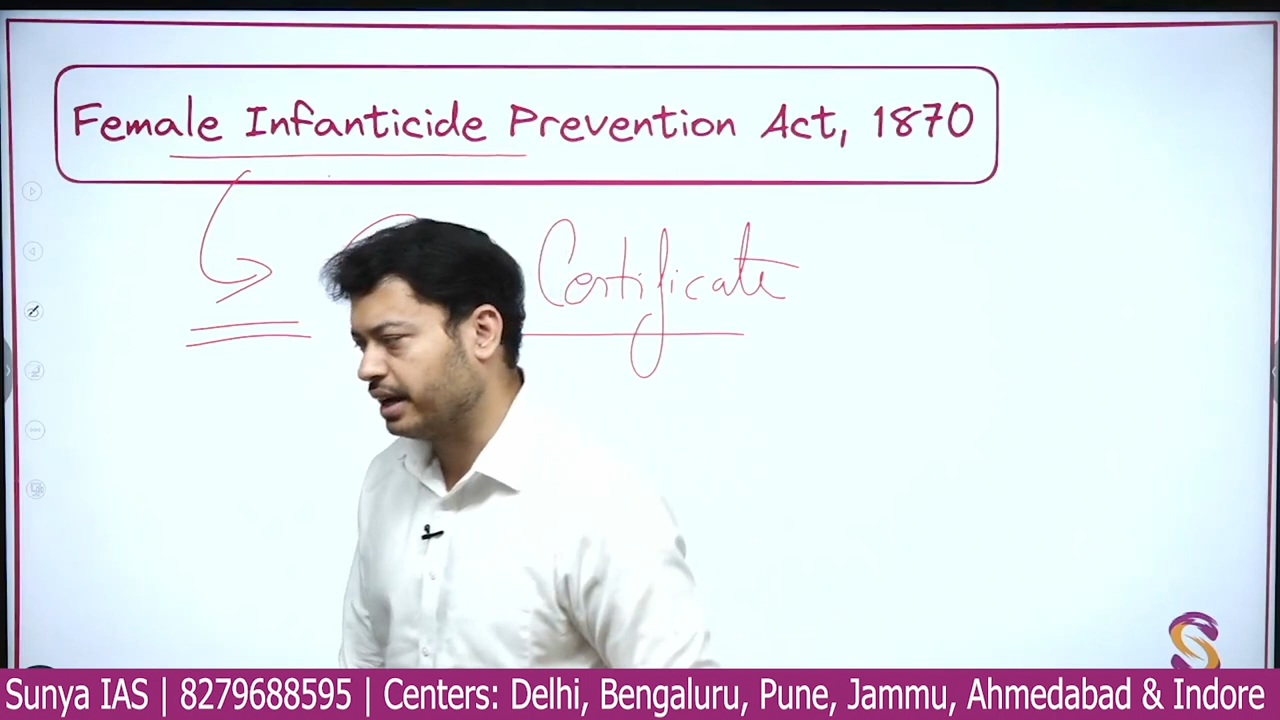 Female Infanticide Prevention Act, 1870
Certificate
Sunya IAS | 8279688595 | Centers: Delhi, Bengaluru, Pune, Jammu, Ahmedabad & Indore